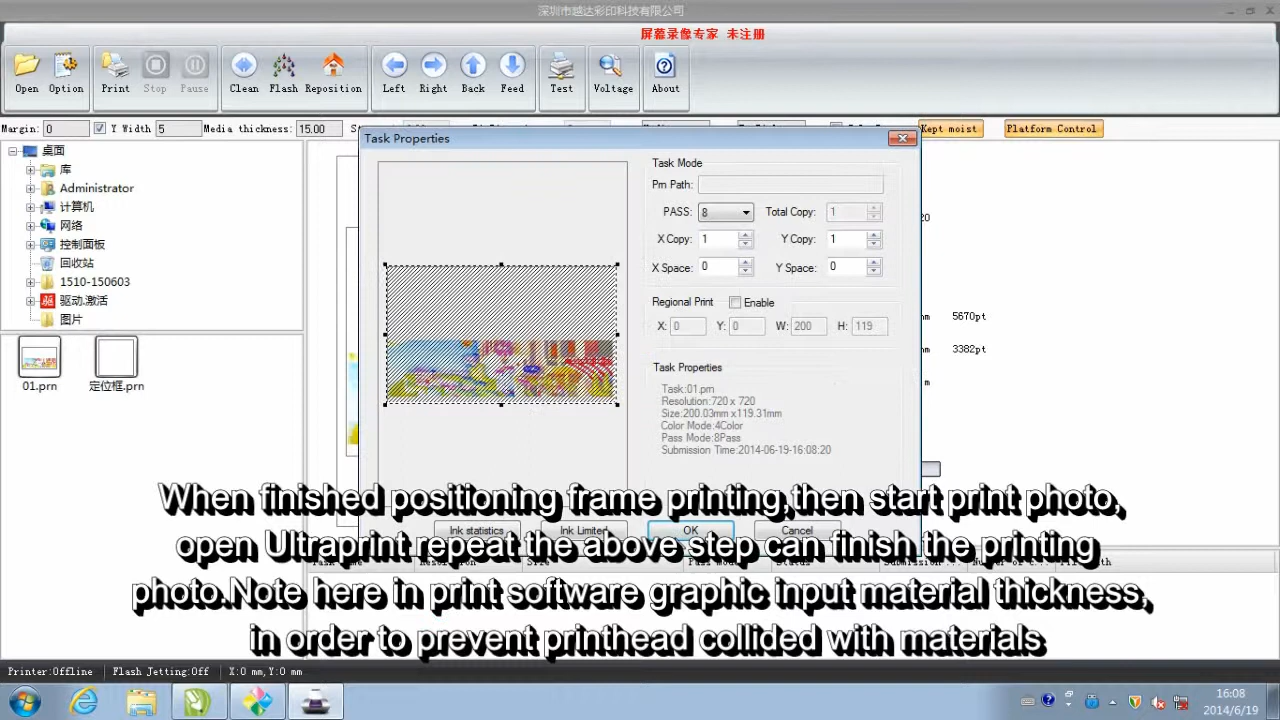 深圳市越达彩印科技有限公司
屏幕录像专家 未注册
Open Option Print Stop Pause Clean Flash Reposition Left Right Back Feed Test Voltage About
Margin: 0 Y Width 5 Media thickness: 15.00 Kept moist Platform Control
桌面
库
Administrator
计算机
网络
控制面板
回收站
1510-150603
驱动.激活
图片
01.prn 定位框.prn
Task Properties
Task Mode
Prn Path:
PASS: 8 Total Copy: 1
X Copy: 1 Y Copy: 1
X Space: 0 Y Space: 0
Regional Print Enable
X: 0 Y: 0 W: 200 H: 119
Task Properties
Task:01.prn
Resolution:720 x 720
Size:200.03mm x119.31mm
Color Mode:4Color
Pass Mode:8Pass
Submission Time:2014-06-19-16:08:20
20
5670pt
3382pt
Ink statistics Ink Limited OK Cancel
When finished positioning frame printing,then start print photo,
open Ultraprint repeat the above step can finish the printing
photo.Note here in print software graphic input material thickness,
in order to prevent printhead collided with materials
Printer:Offline Flash Jetting:Off X:0 mm,Y:0 mm
16:08
2014/6/19